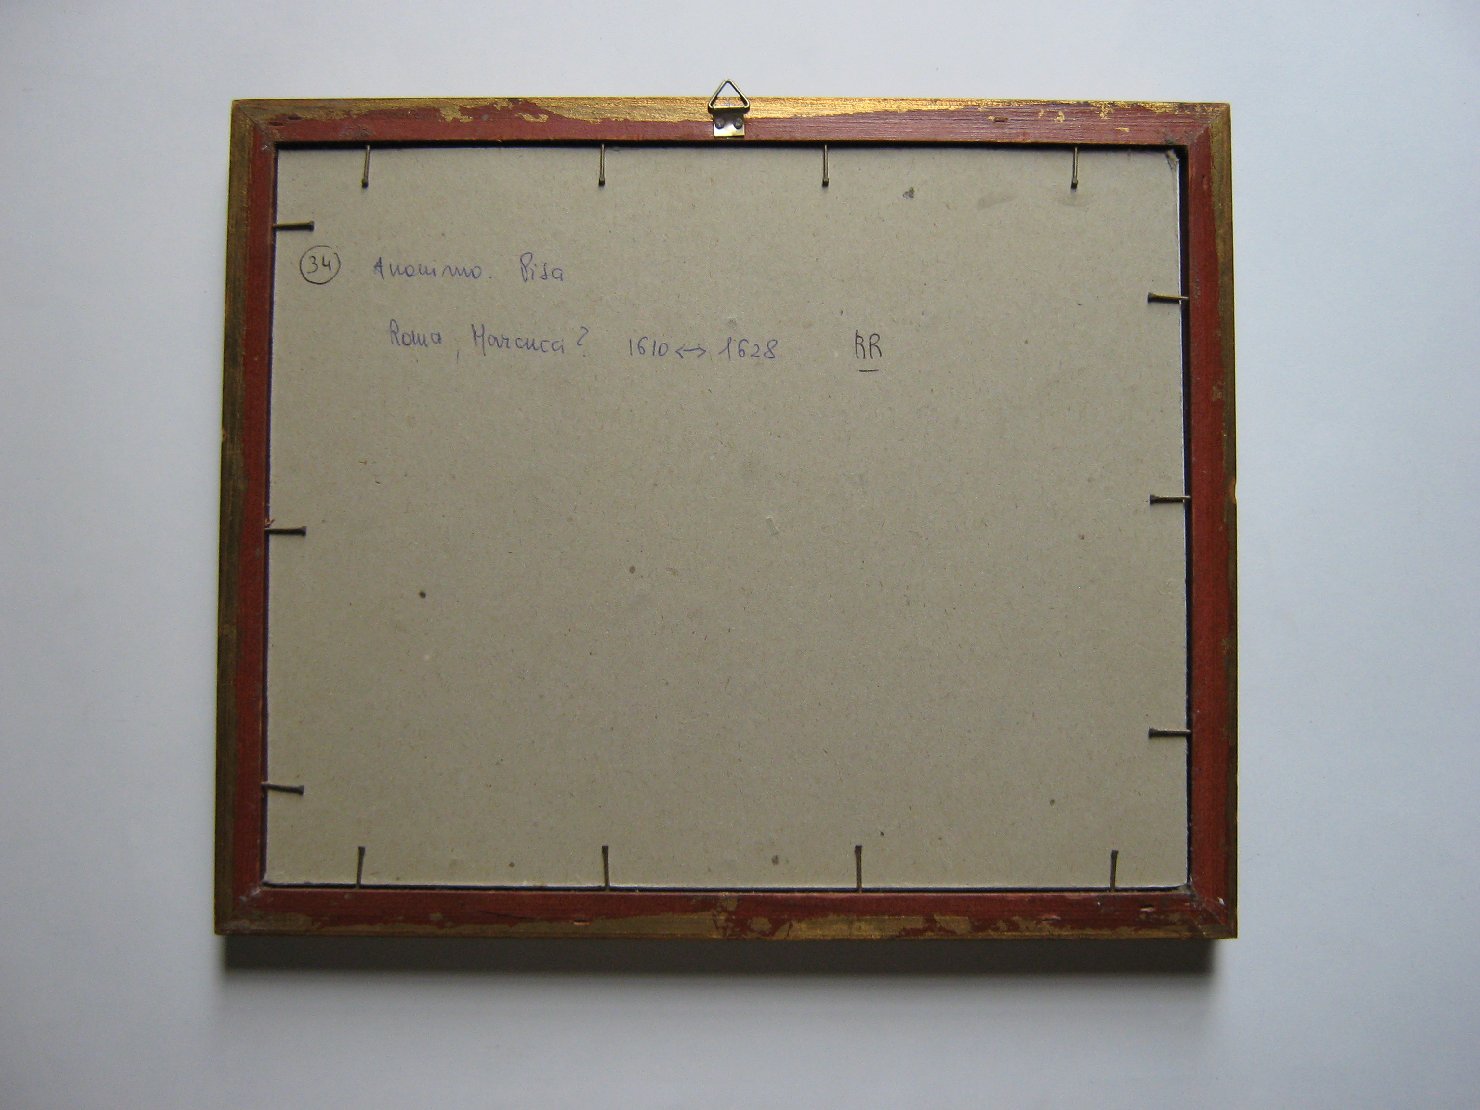 34 Anonimo. Pisa
Roma, Marcucci? 1610 ↔ 1628 RR